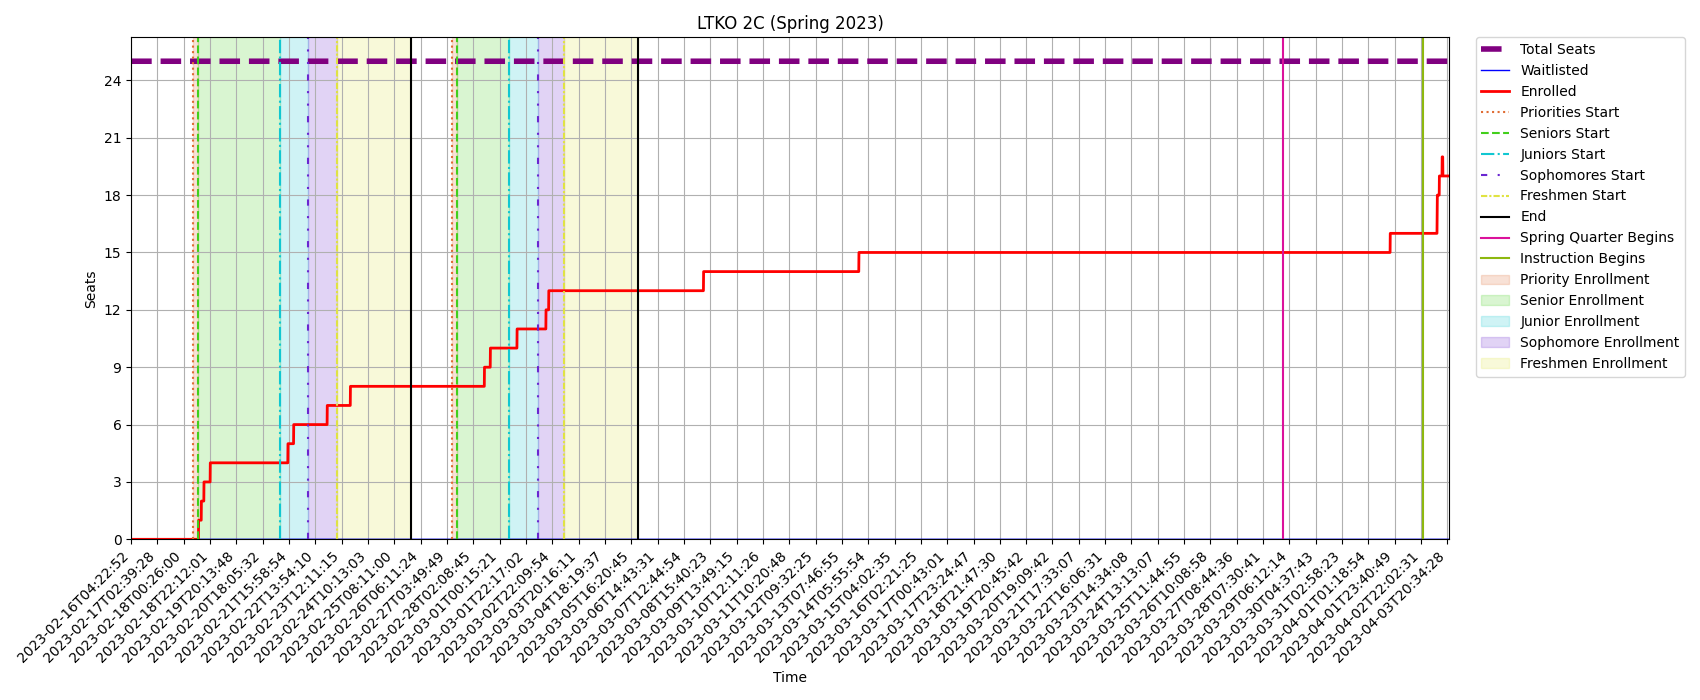 LTKO 2C (Spring 2023)
Seats
24
21
18
15
12
9
6
3
0
2023-02-16T04:22:52
2023-02-17T02:39:28
2023-02-18T00:26:00
2023-02-18T22:12:01
2023-02-19T20:13:48
2023-02-20T18:05:32
2023-02-21T15:58:54
2023-02-22T13:54:10
2023-02-23T12:11:15
2023-02-24T10:13:03
2023-02-25T08:11:00
2023-02-26T06:11:24
2023-02-27T03:49:49
2023-02-28T02:08:45
2023-03-01T00:15:21
2023-03-01T22:17:02
2023-03-02T22:09:54
2023-03-03T20:16:11
2023-03-04T18:19:37
2023-03-05T16:20:45
2023-03-06T14:43:31
2023-03-07T12:44:54
2023-03-08T15:40:23
2023-03-09T13:49:15
2023-03-10T12:11:26
2023-03-11T10:20:48
2023-03-12T09:32:25
2023-03-13T07:46:55
2023-03-14T05:55:54
2023-03-15T04:02:35
2023-03-16T02:21:25
2023-03-17T00:43:01
2023-03-17T23:24:47
2023-03-18T21:47:30
2023-03-19T20:45:42
2023-03-20T19:09:42
2023-03-21T17:33:07
2023-03-22T16:06:31
2023-03-23T14:34:08
2023-03-24T13:13:07
2023-03-25T11:44:55
2023-03-26T10:08:58
2023-03-27T08:44:36
2023-03-28T07:30:41
2023-03-29T06:12:14
2023-03-30T04:37:43
2023-03-31T02:58:23
2023-04-01T01:18:54
2023-04-01T23:40:49
2023-04-02T22:02:31
2023-04-03T20:34:28
Time
Total Seats
Waitlisted
Enrolled
Priorities Start
Seniors Start
Juniors Start
Sophomores Start
Freshmen Start
End
Spring Quarter Begins
Instruction Begins
Priority Enrollment
Senior Enrollment
Junior Enrollment
Sophomore Enrollment
Freshmen Enrollment